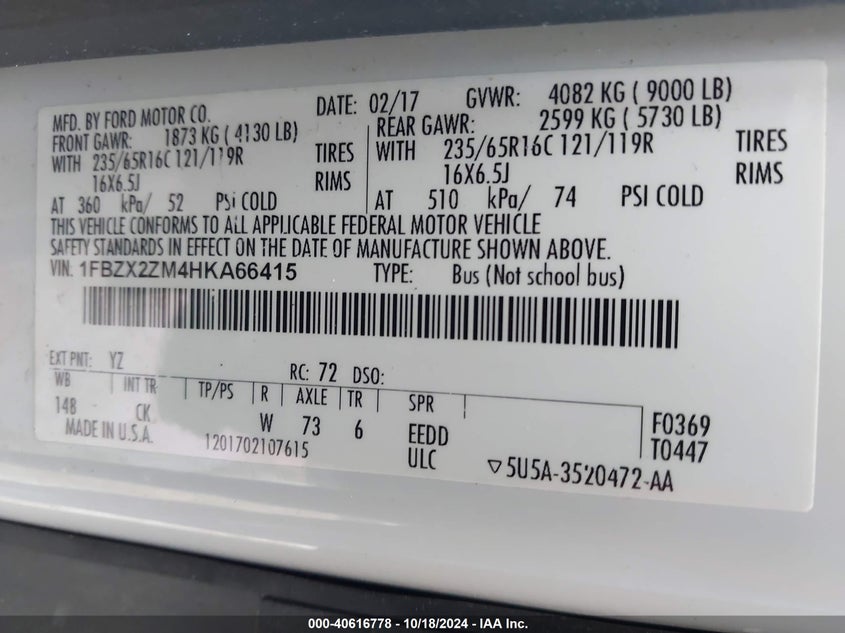 MFD. BY FORD MOTOR CO.
DATE: 02/17 GVWR: 4082 KG ( 9000 LB)
FRONT GAWR: 1873 KG ( 4130 LB) REAR GAWR: 2599 KG ( 5730 LB)
WITH 235/65R16C 121/119R TIRES WITH 235/65R16C 121/119R TIRES
16X6.5J RIMS 16X6.5J RIMS
AT 360 kPa/ 52 PSI COLD AT 510 kPa/ 74 PSI COLD
THIS VEHICLE CONFORMS TO ALL APPLICABLE FEDERAL MOTOR VEHICLE
SAFETY STANDARDS IN EFFECT ON THE DATE OF MANUFACTURE SHOWN ABOVE.
VIN: 1FBZX2ZM4HKA66415 TYPE: Bus (Not school bus)
EXT PNT: YZ RC: 72 DSO:
WB INT TR TP/PS R AXLE TR SPR
148 CK W 73 6 EEDD F0369
MADE IN U.S.A. 1201702107615 ULC T0447
▽5U5A-3520472-AA
000-40616778 - 10/18/2024 - IAA Inc.